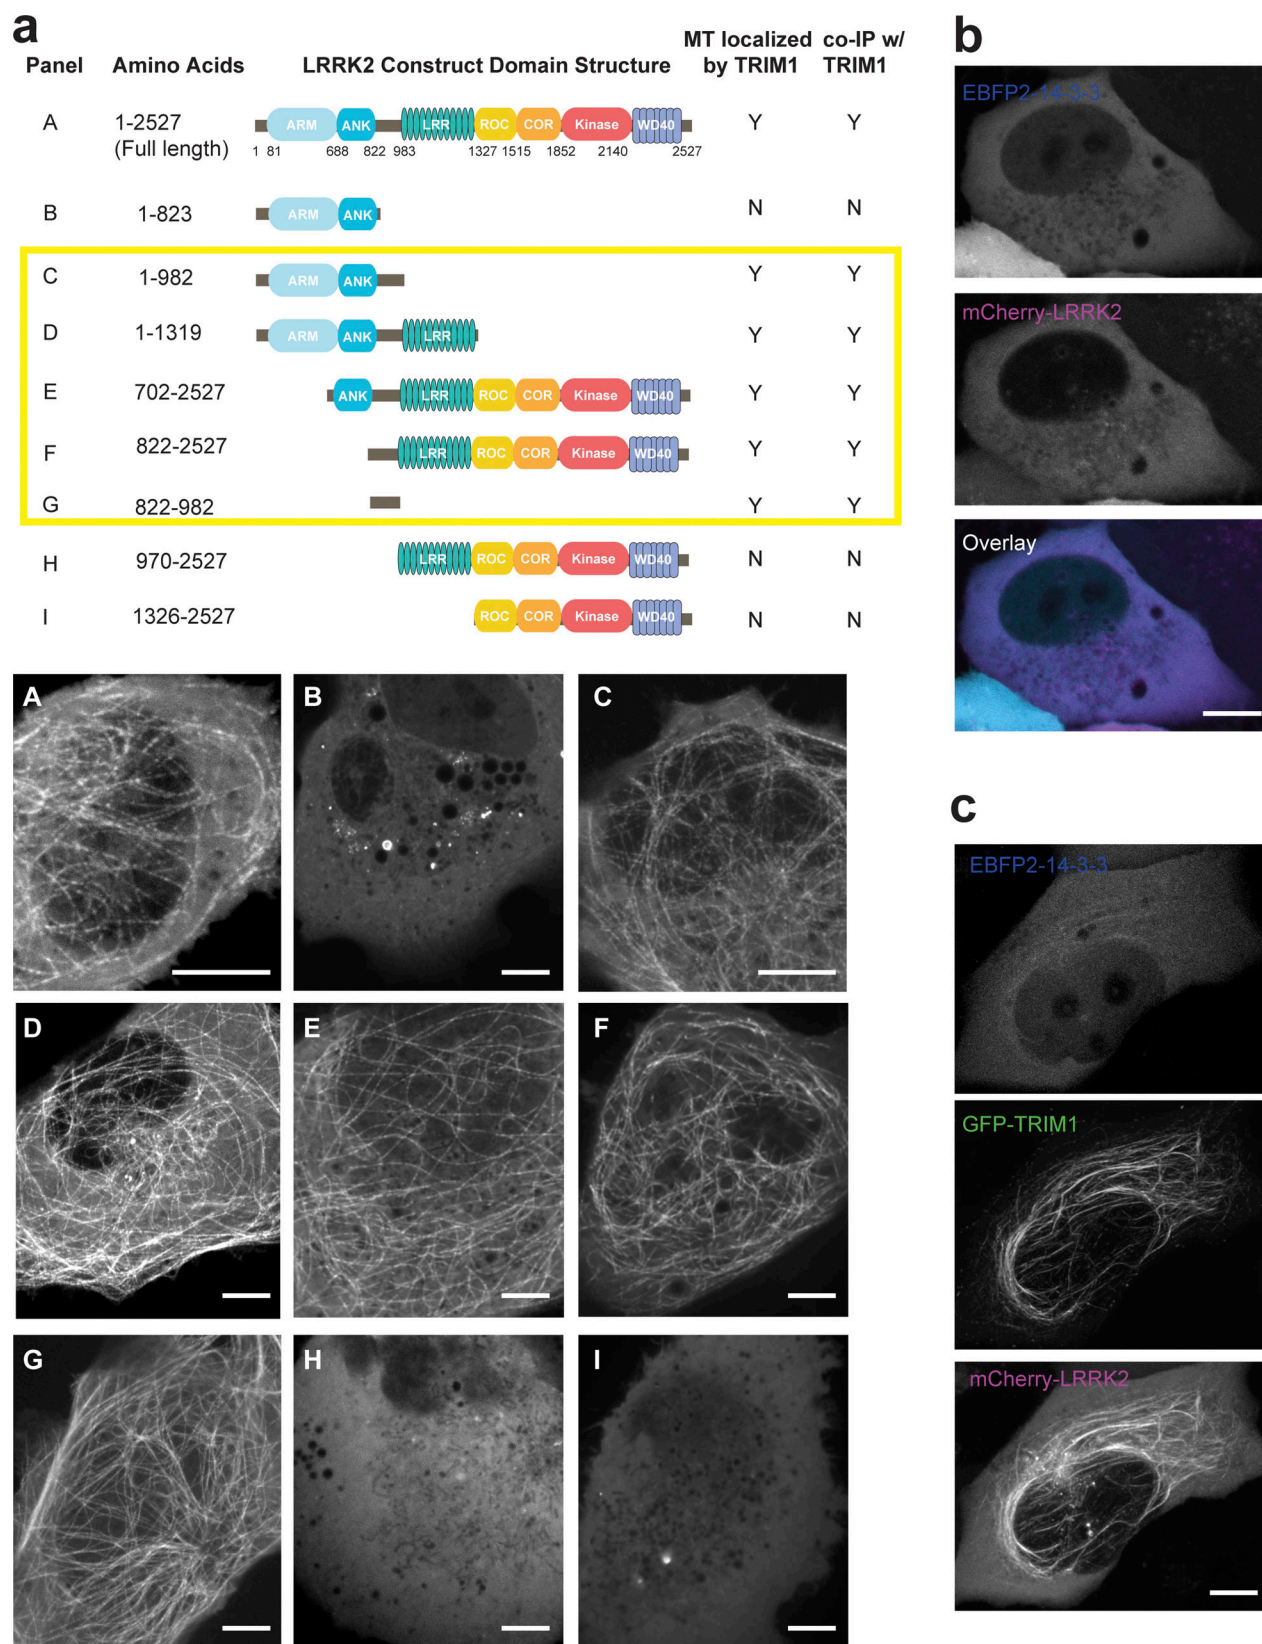 a
Panel Amino Acids LRRK2 Construct Domain Structure MT localized by TRIM1 co-IP w/ TRIM1
A 1-2527 (Full length) ARM ANK LRR ROC COR Kinase WD40 Y Y
1 81 688 822 983 1327 1515 1852 2140 2527
B 1-823 ARM ANK N N
C 1-982 ARM ANK Y Y
D 1-1319 ARM ANK LRR Y Y
E 702-2527 ANK LRR ROC COR Kinase WD40 Y Y
F 822-2527 LRR ROC COR Kinase WD40 Y Y
G 822-982 Y Y
H 970-2527 LRR ROC COR Kinase WD40 N N
I 1326-2527 ROC COR Kinase WD40 N N
A B C
D E F
G H I
b
EBFP2-14-3-3
mCherry-LRRK2
Overlay
c
EBFP2-14-3-3
GFP-TRIM1
mCherry-LRRK2